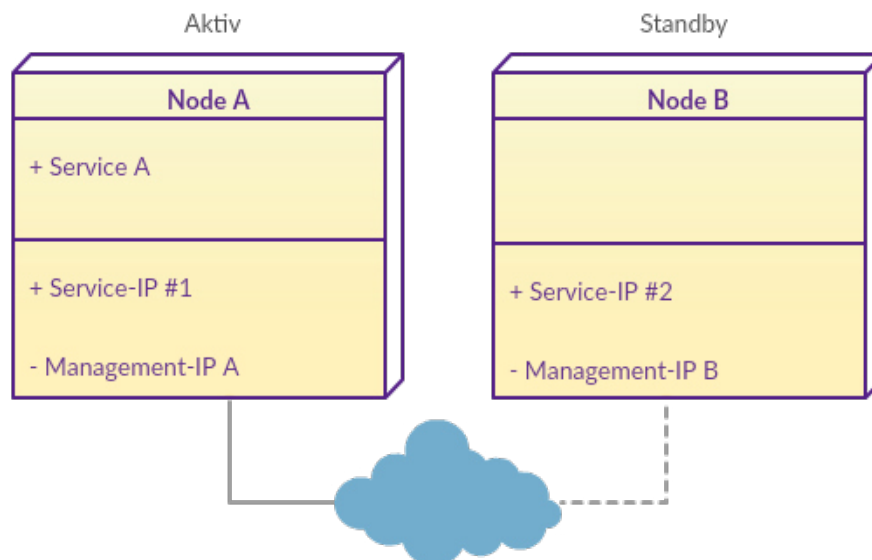 Aktiv
Standby
Node A
+ Service A
+ Service-IP #1
- Management-IP A
Node B
+ Service-IP #2
- Management-IP B